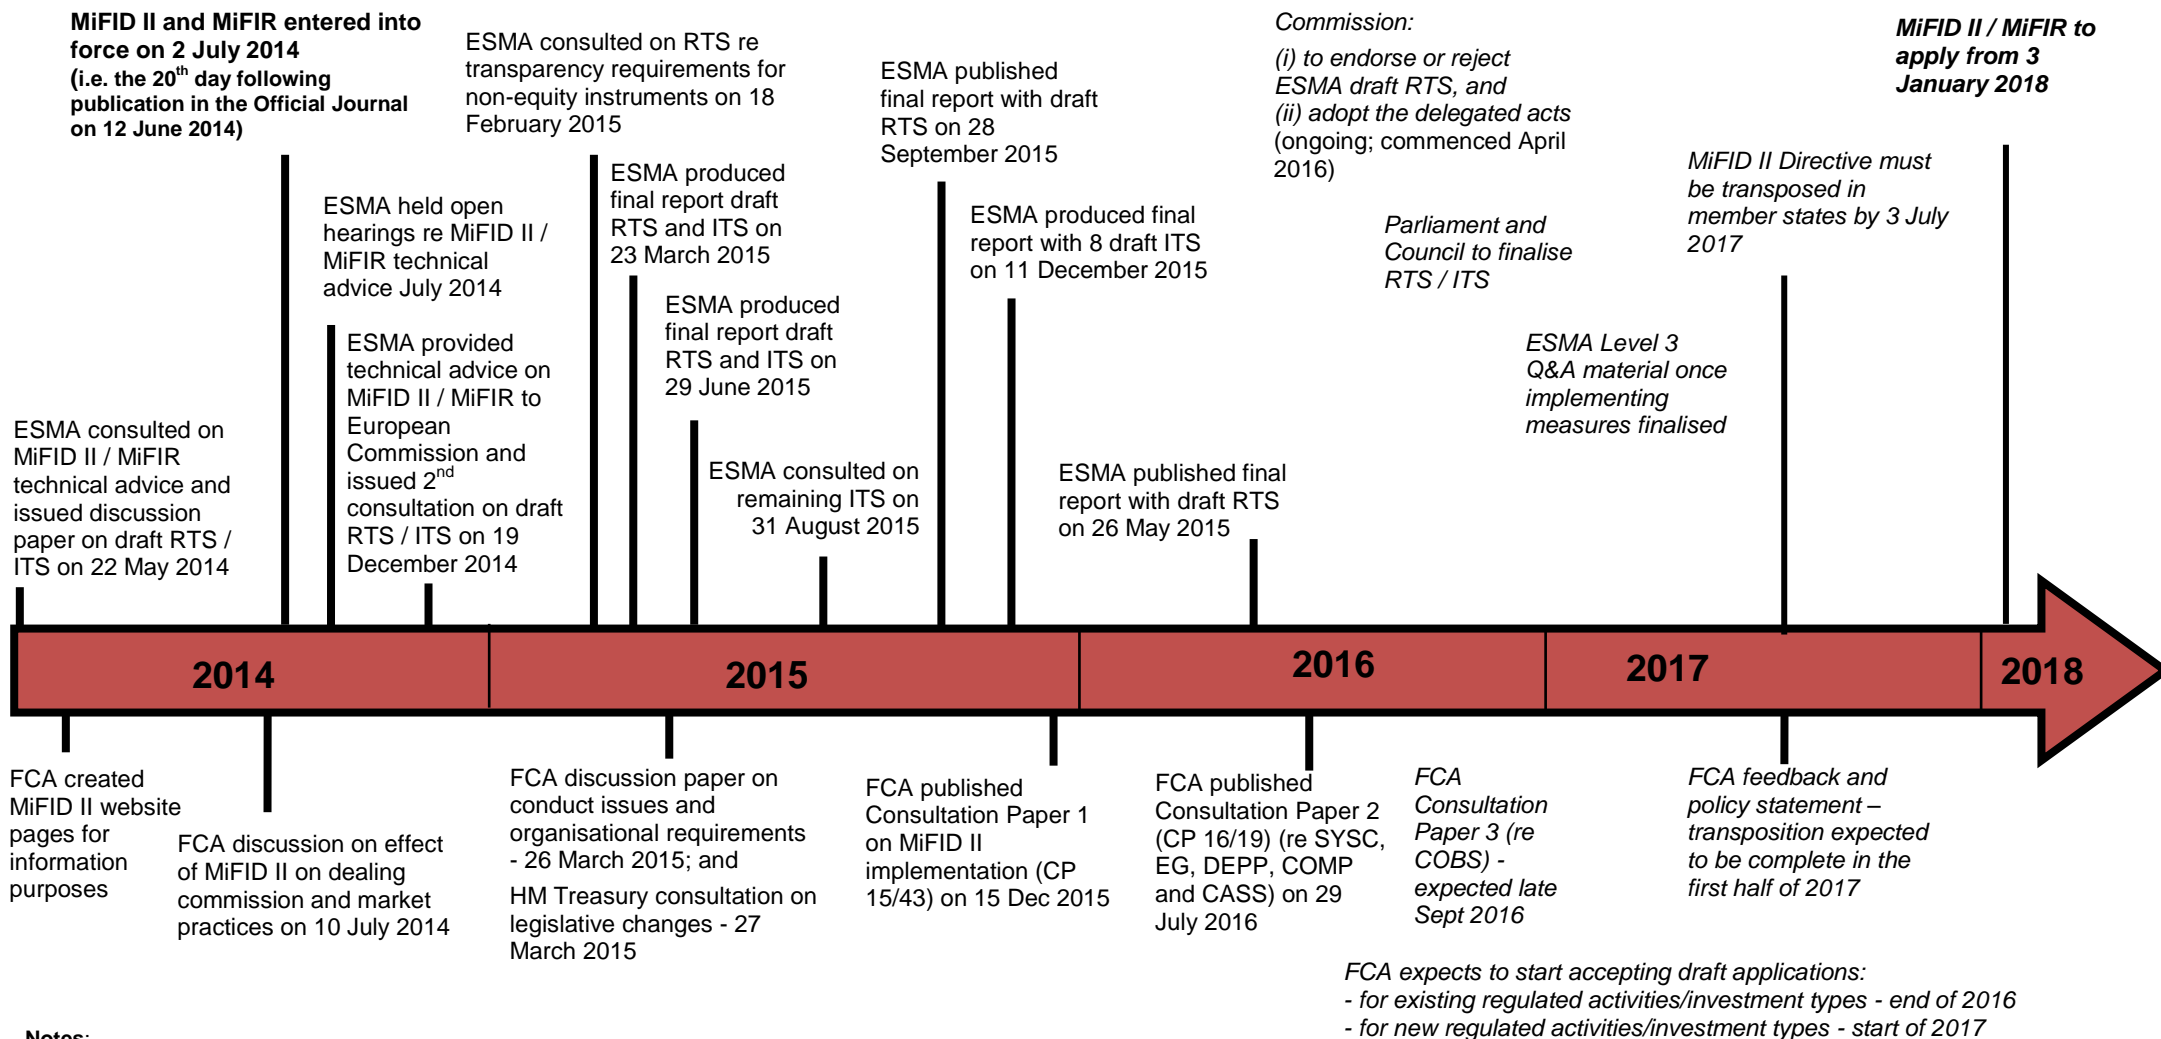 MiFID II and MiFIR entered into
force on 2 July 2014
(i.e. the 20th day following
publication in the Official Journal
on 12 June 2014)
ESMA consulted on RTS re
transparency requirements for
non-equity instruments on 18
February 2015
ESMA published
final report with draft
RTS on 28
September 2015
Commission:
(i) to endorse or reject
ESMA draft RTS, and
(ii) adopt the delegated acts
(ongoing; commenced April
2016)
MiFID II / MiFIR to
apply from 3
January 2018
ESMA held open
hearings re MiFID II /
MiFIR technical
advice July 2014
ESMA produced
final report draft
RTS and ITS on
23 March 2015
ESMA produced final
report with 8 draft ITS
on 11 December 2015
Parliament and
Council to finalise
RTS / ITS
MiFID II Directive must
be transposed in
member states by 3 July
2017
ESMA consulted on
MiFID II / MiFIR
technical advice and
issued discussion
paper on draft RTS /
ITS on 22 May 2014
ESMA provided
technical advice on
MiFID II / MiFIR to
European
Commission and
issued 2nd
consultation on draft
RTS / ITS on 19
December 2014
ESMA produced
final report draft
RTS and ITS on
29 June 2015
ESMA consulted on
remaining ITS on
31 August 2015
ESMA published final
report with draft RTS
on 26 May 2015
ESMA Level 3
Q&A material once
implementing
measures finalised
2014
2015
2016
2017
2018
FCA created
MiFID II website
pages for
information
purposes
FCA discussion on effect
of MiFID II on dealing
commission and market
practices on 10 July 2014
FCA discussion paper on
conduct issues and
organisational requirements
- 26 March 2015; and
HM Treasury consultation on
legislative changes - 27
March 2015
FCA published
Consultation Paper 1
on MiFID II
implementation (CP
15/43) on 15 Dec 2015
FCA published
Consultation Paper 2
(CP 16/19) (re SYSC,
EG, DEPP, COMP
and CASS) on 29
July 2016
FCA
Consultation
Paper 3 (re
COBS) -
expected late
Sept 2016
FCA feedback and
policy statement –
transposition expected
to be complete in the
first half of 2017
FCA expects to start accepting draft applications:
- for existing regulated activities/investment types - end of 2016
- for new regulated activities/investment types - start of 2017
Notes: